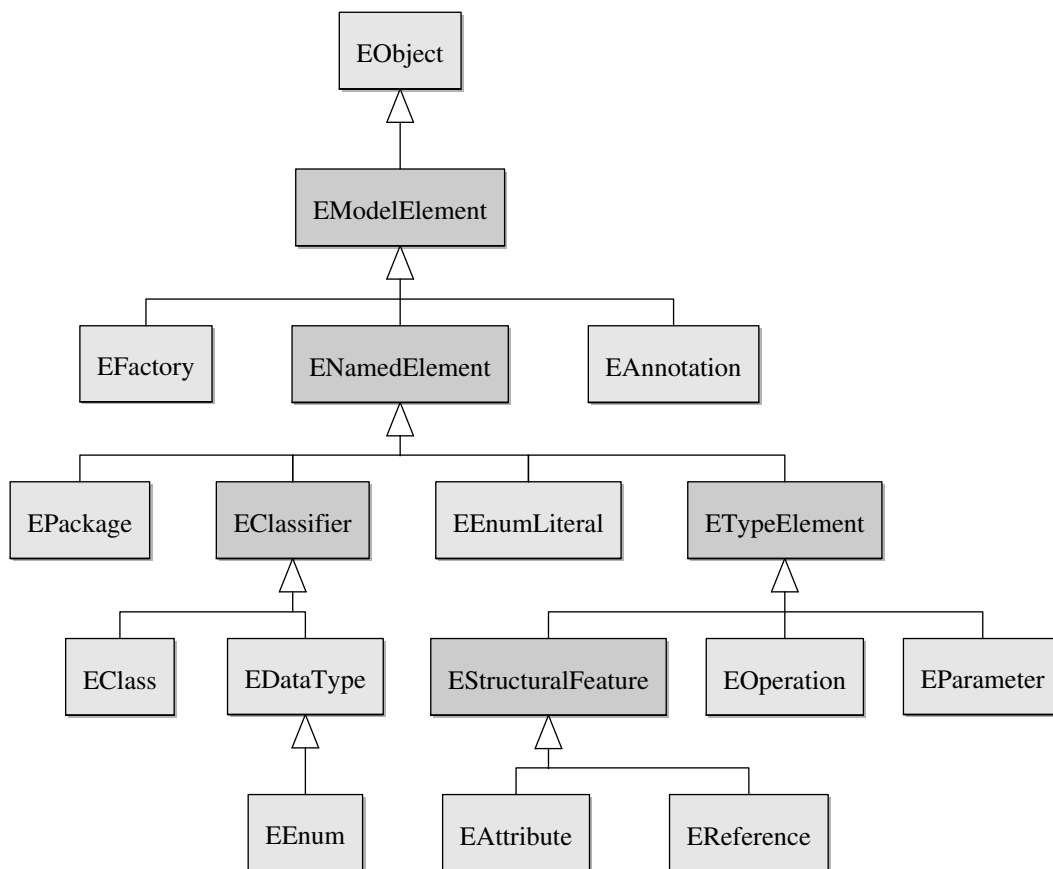 EObject
EModelElement
EFactory
ENamedElement
EAnnotation
EPackage
EClassifier
EEnumLiteral
ETypeElement
EClass
EDataType
EStructuralFeature
EOperation
EParameter
EEnum
EAttribute
EReference